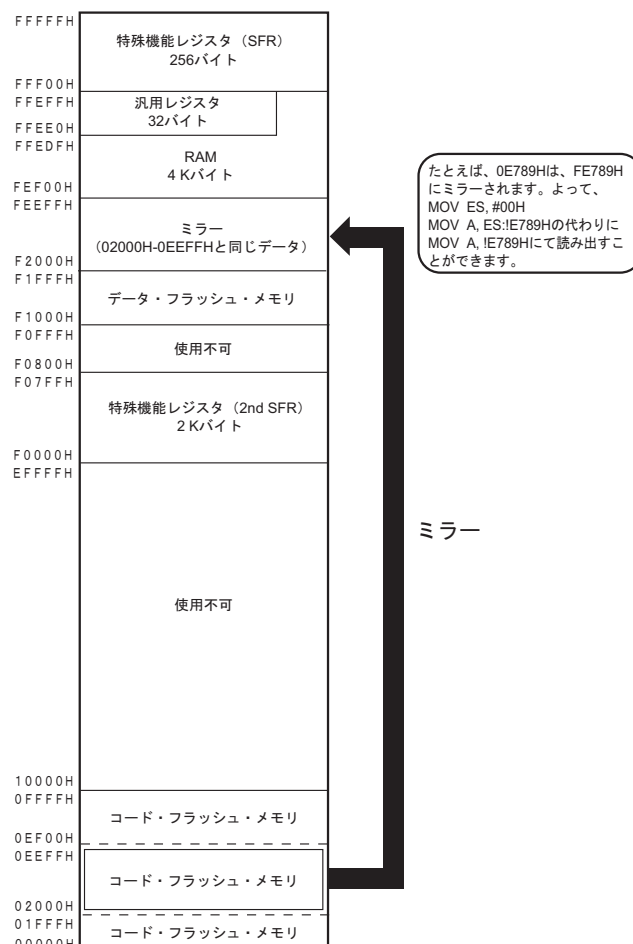 FFFFFH
特殊機能レジスタ（SFR）
256バイト
FFF00H
FFEFFH
汎用レジスタ
32バイト
FFEE0H
FFEDFH
RAM
4 Kバイト
FEF00H
FEEFFH
ミラー
（02000H-0EEFFHと同じデータ）
F2000H
F1FFFH
データ・フラッシュ・メモリ
F1000H
F0FFFH
使用不可
F0800H
F07FFH
特殊機能レジスタ（2nd SFR）
2 Kバイト
F0000H
EFFFFH
使用不可
10000H
0FFFFH
コード・フラッシュ・メモリ
0EF00H
0EEFFH
コード・フラッシュ・メモリ
02000H
01FFFH
コード・フラッシュ・メモリ
00000H
たとえば、0E789Hは、FE789H
にミラーされます。よって、
MOV ES, #00H
MOV A, ES:!E789Hの代わりに
MOV A, !E789Hにて読み出すこ
とができます。
ミラー